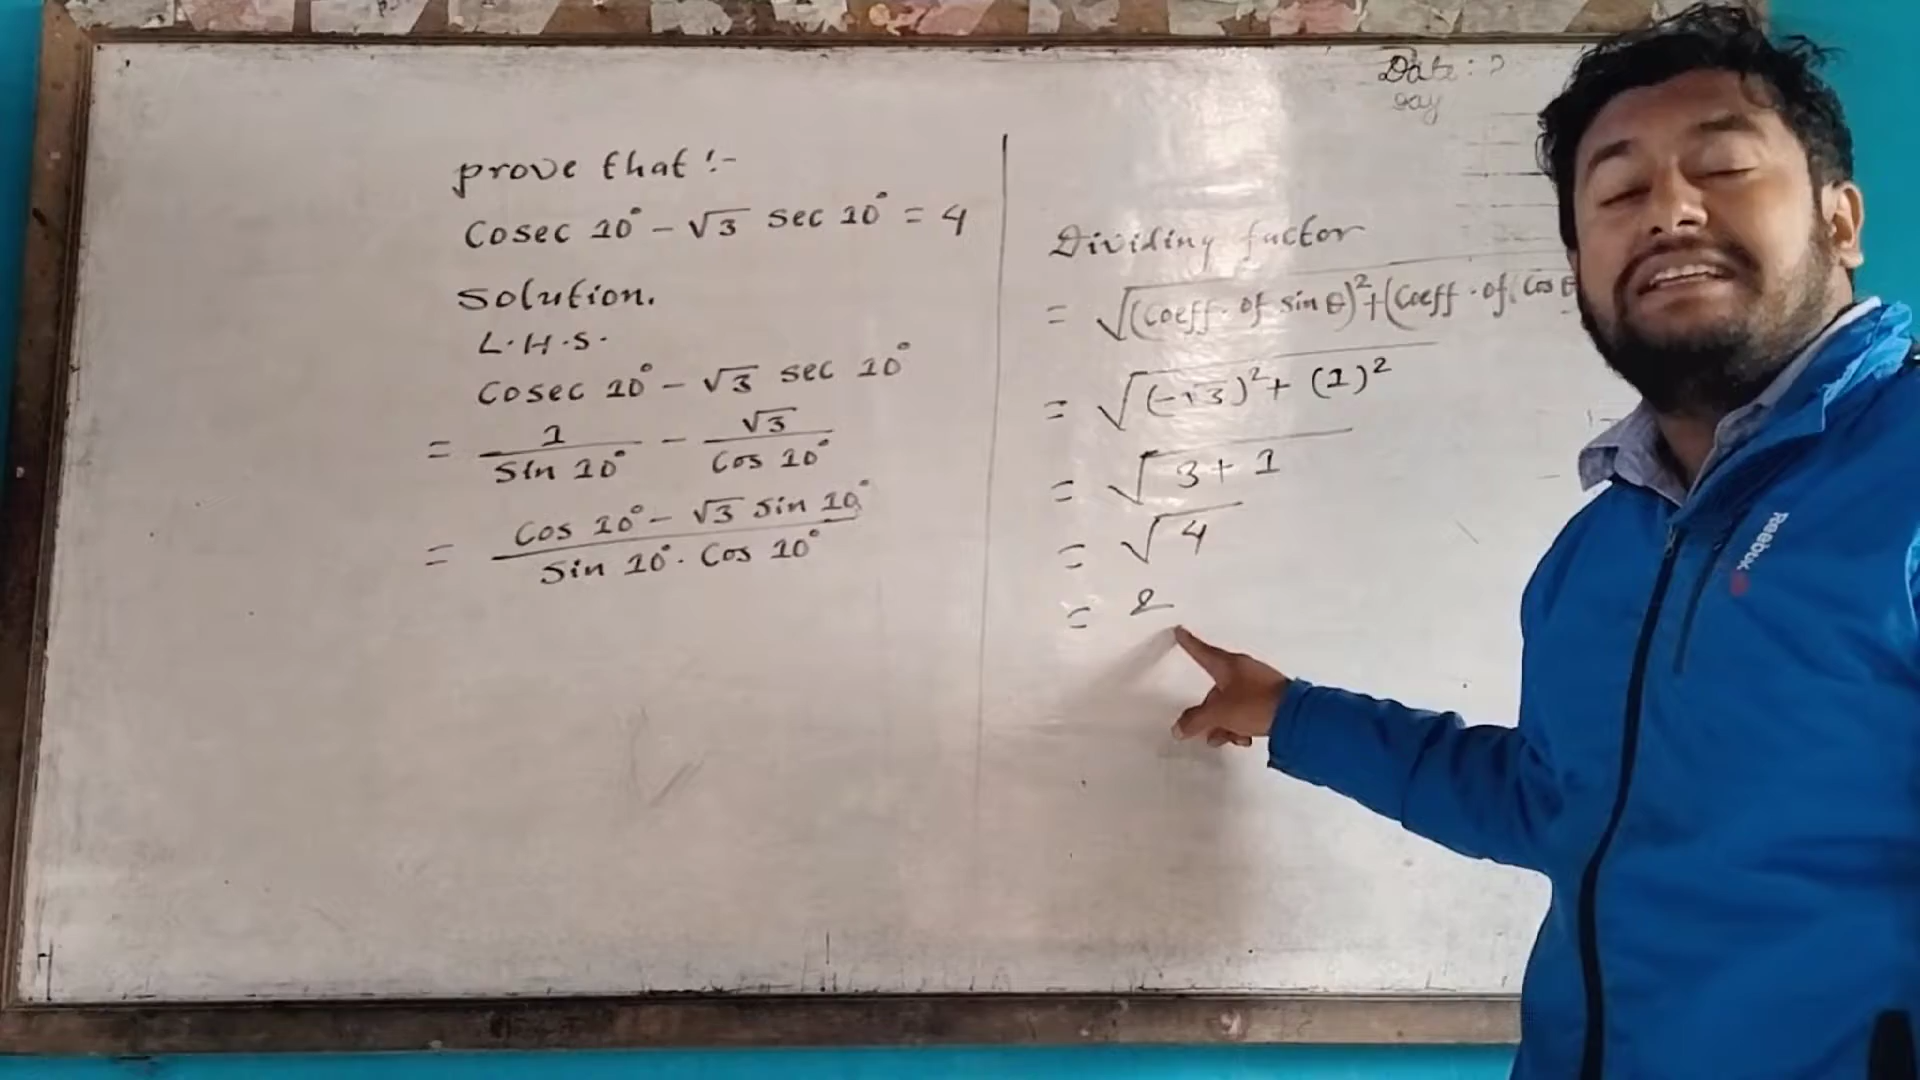 Date: ?
day
prove that :-
Cosec 10° - √3 sec 10° = 4
Solution.
L.H.S.
Cosec 10° - √3 sec 10°
= 1/Sin 10° - √3/Cos 10°
= (Cos 10° - √3 Sin 10°)/(Sin 10° . Cos 10°)
Dividing factor
= √(Coeff. of sin θ)² + (Coeff. of Cos θ
= √(-√3)² + (1)²
= √3 + 1
= √4
= 2
Reebok